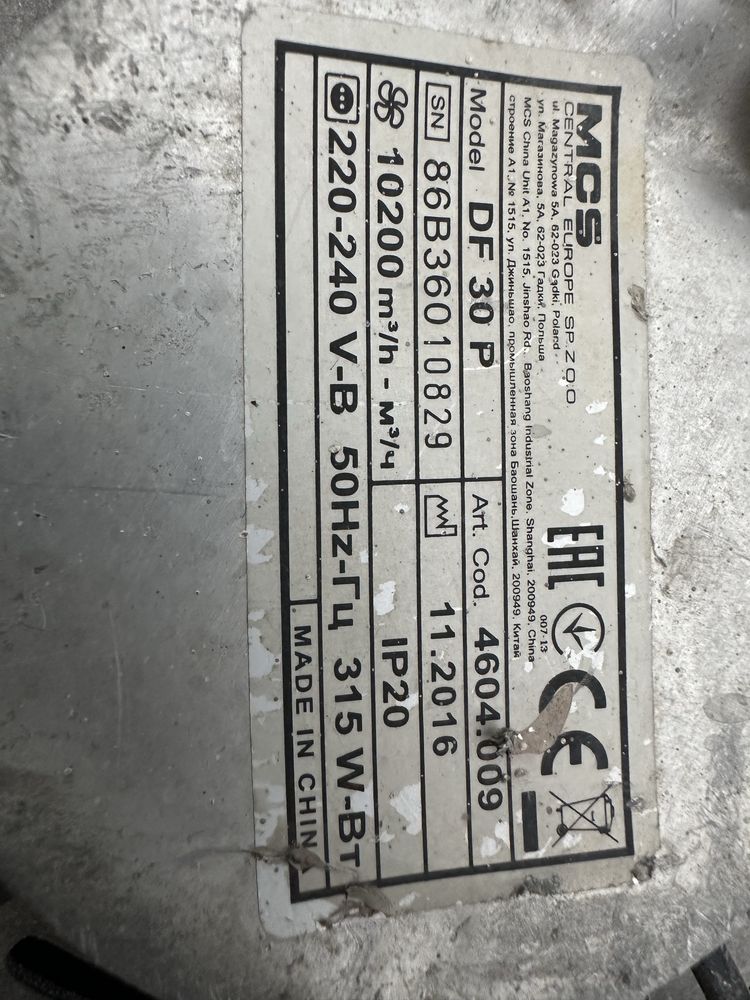 MCS
CENTRAL EUROPE SP. Z O.O
ul. Magazynowa 5A, 62-023 Gądki, Poland
ул. Магазинова, 5А, 62-023 Гадки, Польша
MCS China Unit A1, No. 1515, Jinshao Rd., Baoshang Industrial Zone, Shanghai, 200949, China
строение А1, № 1515, ул. Джиньшао, промышленная зона Баошань, Шанхай, 200949, Китай
EAC
007-13
CE
Model DF 30 P
Art. Cod. 4604.009
SN 86B36010829
11.2016
10200 m³/h - м³/ч
IP20
220-240 V-В 50Hz-Гц 315 W-Вт
MADE IN CHINA